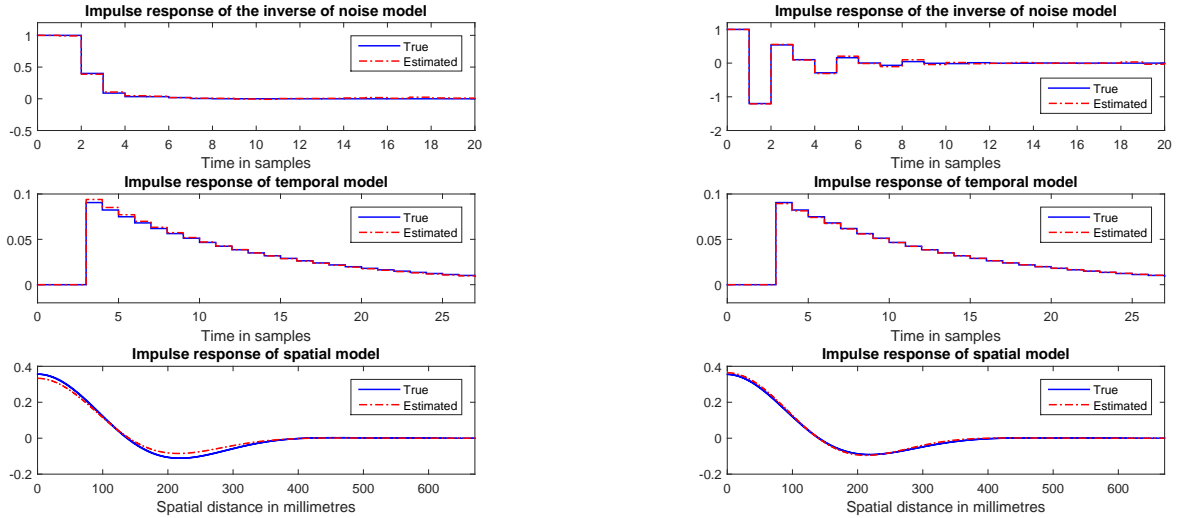 Impulse response of the inverse of noise model
1
0.5
0
-0.5
True
Estimated
0 2 4 6 8 10 12 14 16 18 20
Time in samples
Impulse response of temporal model
0.1
0.05
0
True
Estimated
0 5 10 15 20 25
Time in samples
Impulse response of spatial model
0.4
0.2
0
-0.2
True
Estimated
0 100 200 300 400 500 600
Spatial distance in millimetres
Impulse response of the inverse of noise model
1
0
-1
-2
True
Estimated
0 2 4 6 8 10 12 14 16 18 20
Time in samples
Impulse response of temporal model
0.1
0.05
0
True
Estimated
0 5 10 15 20 25
Time in samples
Impulse response of spatial model
0.4
0.2
0
-0.2
True
Estimated
0 100 200 300 400 500 600
Spatial distance in millimetres